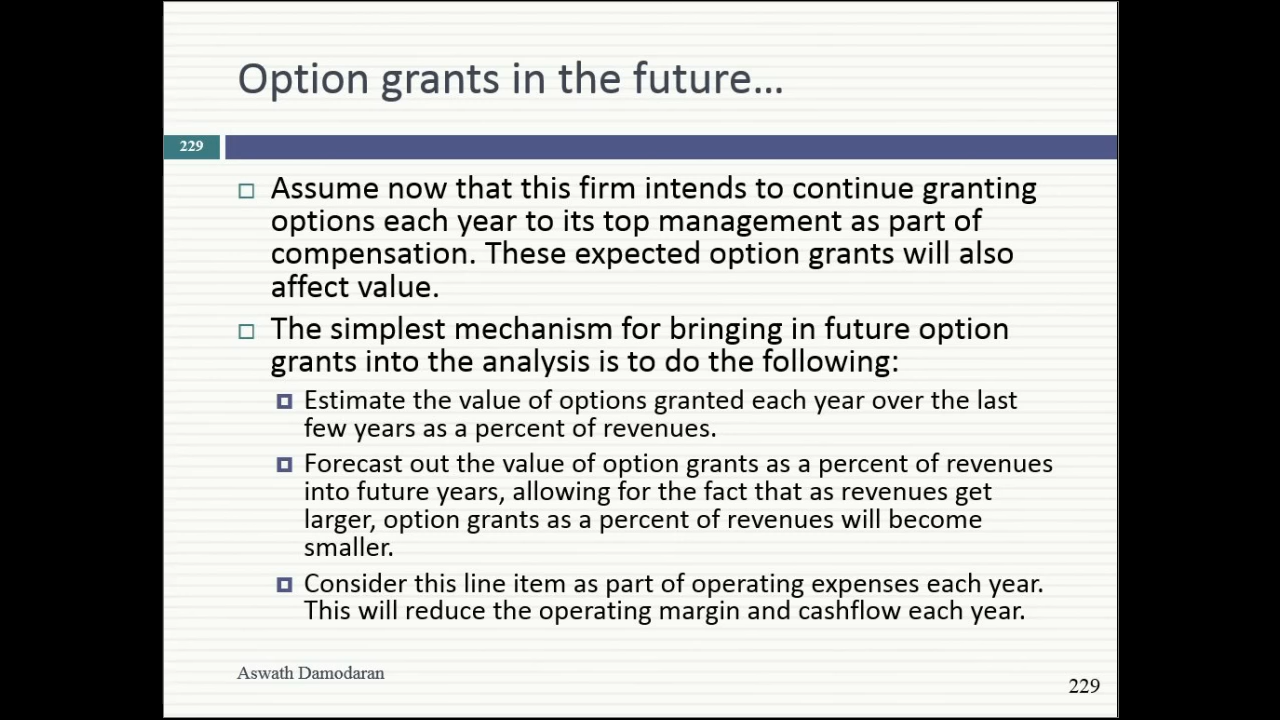 Option grants in the future…
229
Assume now that this firm intends to continue granting
options each year to its top management as part of
compensation. These expected option grants will also
affect value.
The simplest mechanism for bringing in future option
grants into the analysis is to do the following:
Estimate the value of options granted each year over the last
few years as a percent of revenues.
Forecast out the value of option grants as a percent of revenues
into future years, allowing for the fact that as revenues get
larger, option grants as a percent of revenues will become
smaller.
Consider this line item as part of operating expenses each year.
This will reduce the operating margin and cashflow each year.
Aswath Damodaran
229